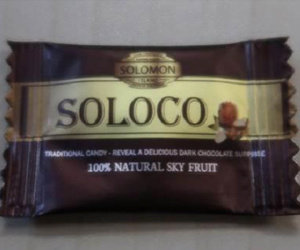 SOLOMON
SOLOCO
TRADITIONAL CANDY - REVEAL A DELICIOUS DARK CHOCOLATE SURPRISE
100% NATURAL SKY FRUIT